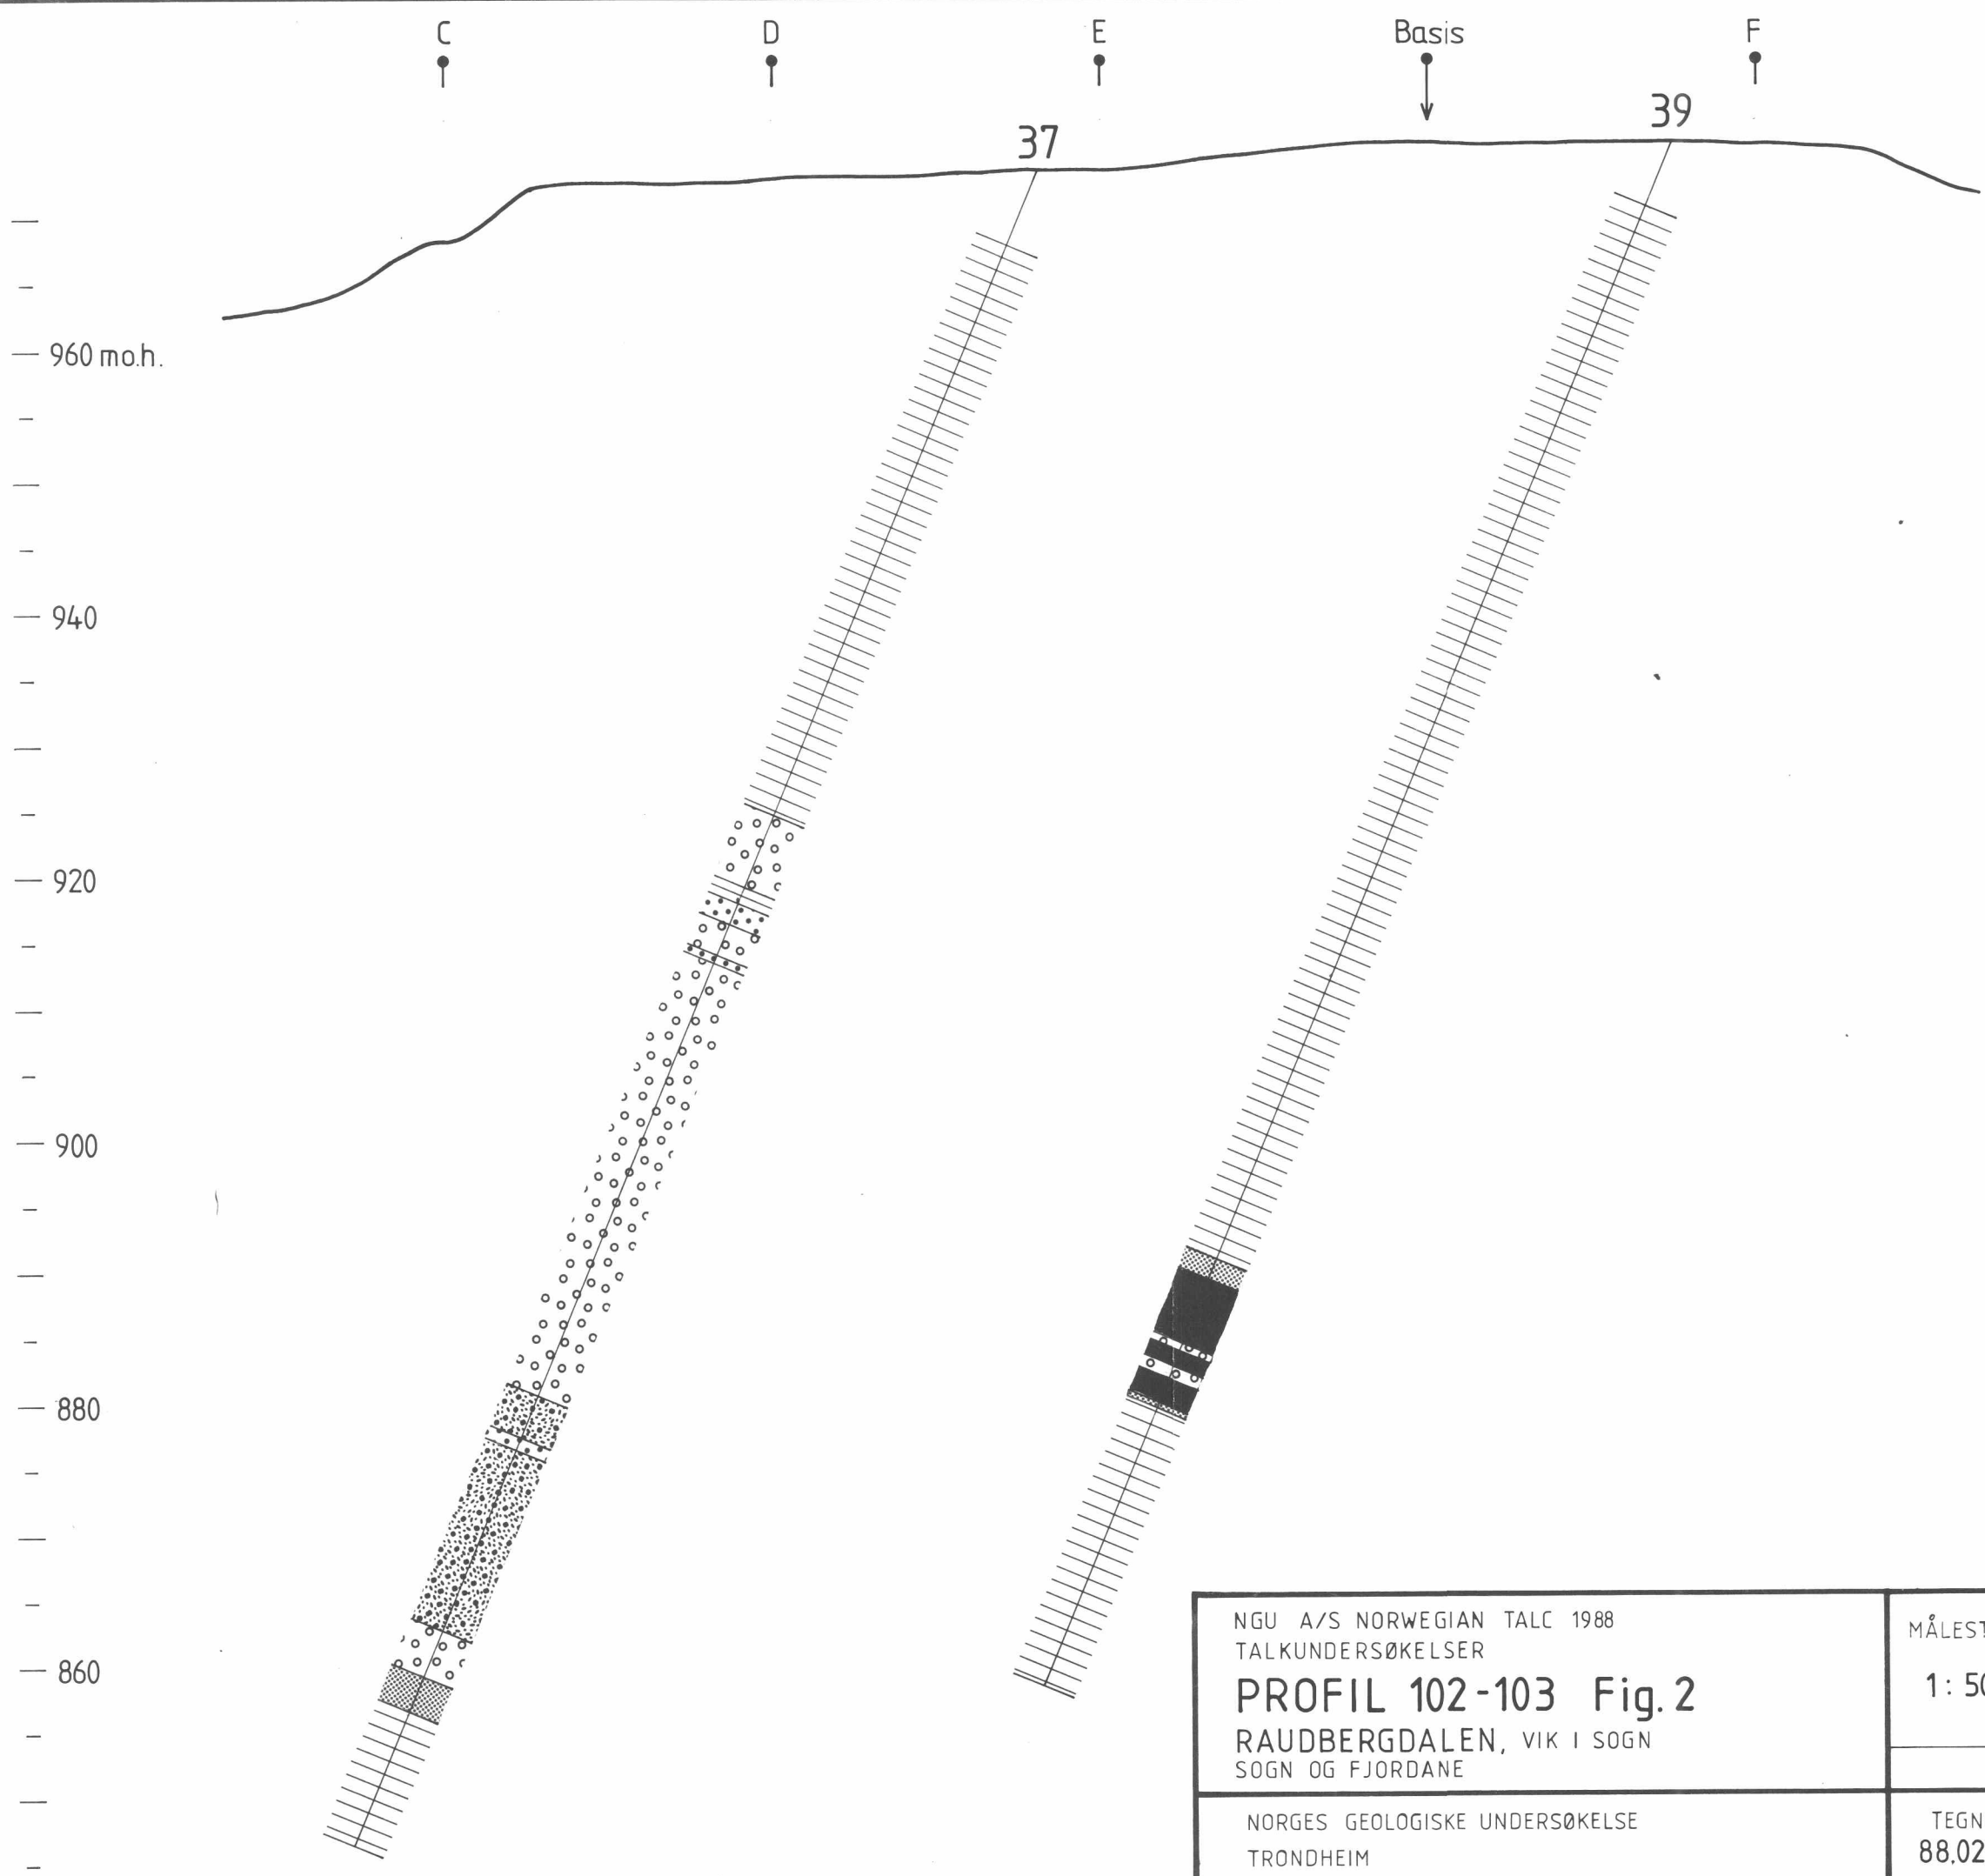 C D E Basis F
37 39
960 mo.h.
940
920
900
880
860
NGU A/S NORWEGIAN TALC 1988
TALKUNDERSØKELSER
PROFIL 102-103 Fig. 2
RAUDBERGDALEN, VIK I SOGN
SOGN OG FJORDANE
NORGES GEOLOGISKE UNDERSØKELSE
TRONDHEIM